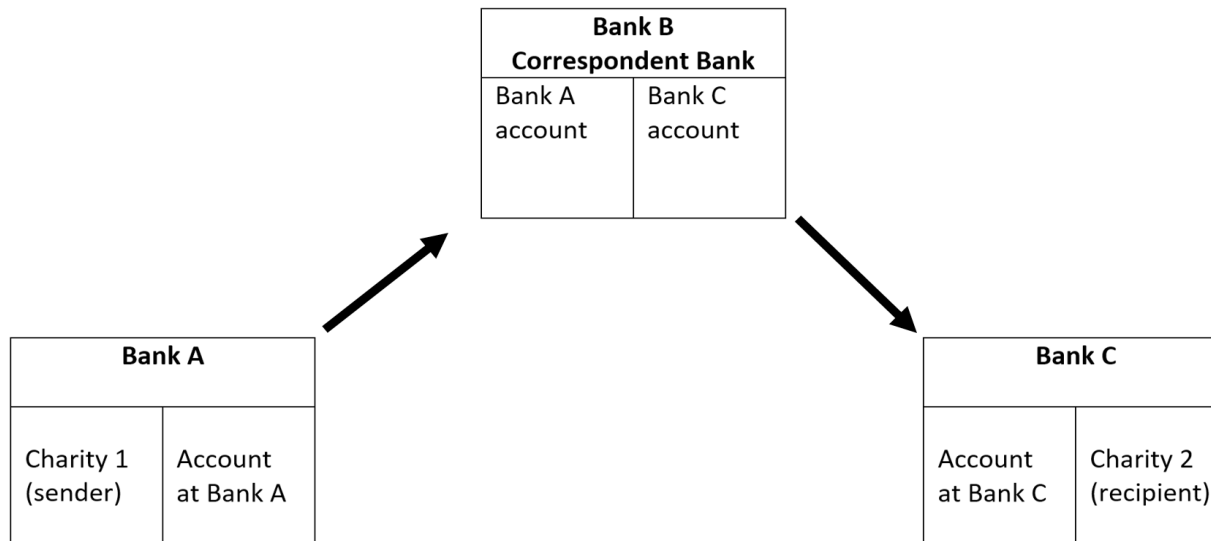 Bank B
Correspondent Bank
Bank A
account
Bank C
account
Bank A
Charity 1
(sender)
Account
at Bank A
Bank C
Account
at Bank C
Charity 2
(recipient)